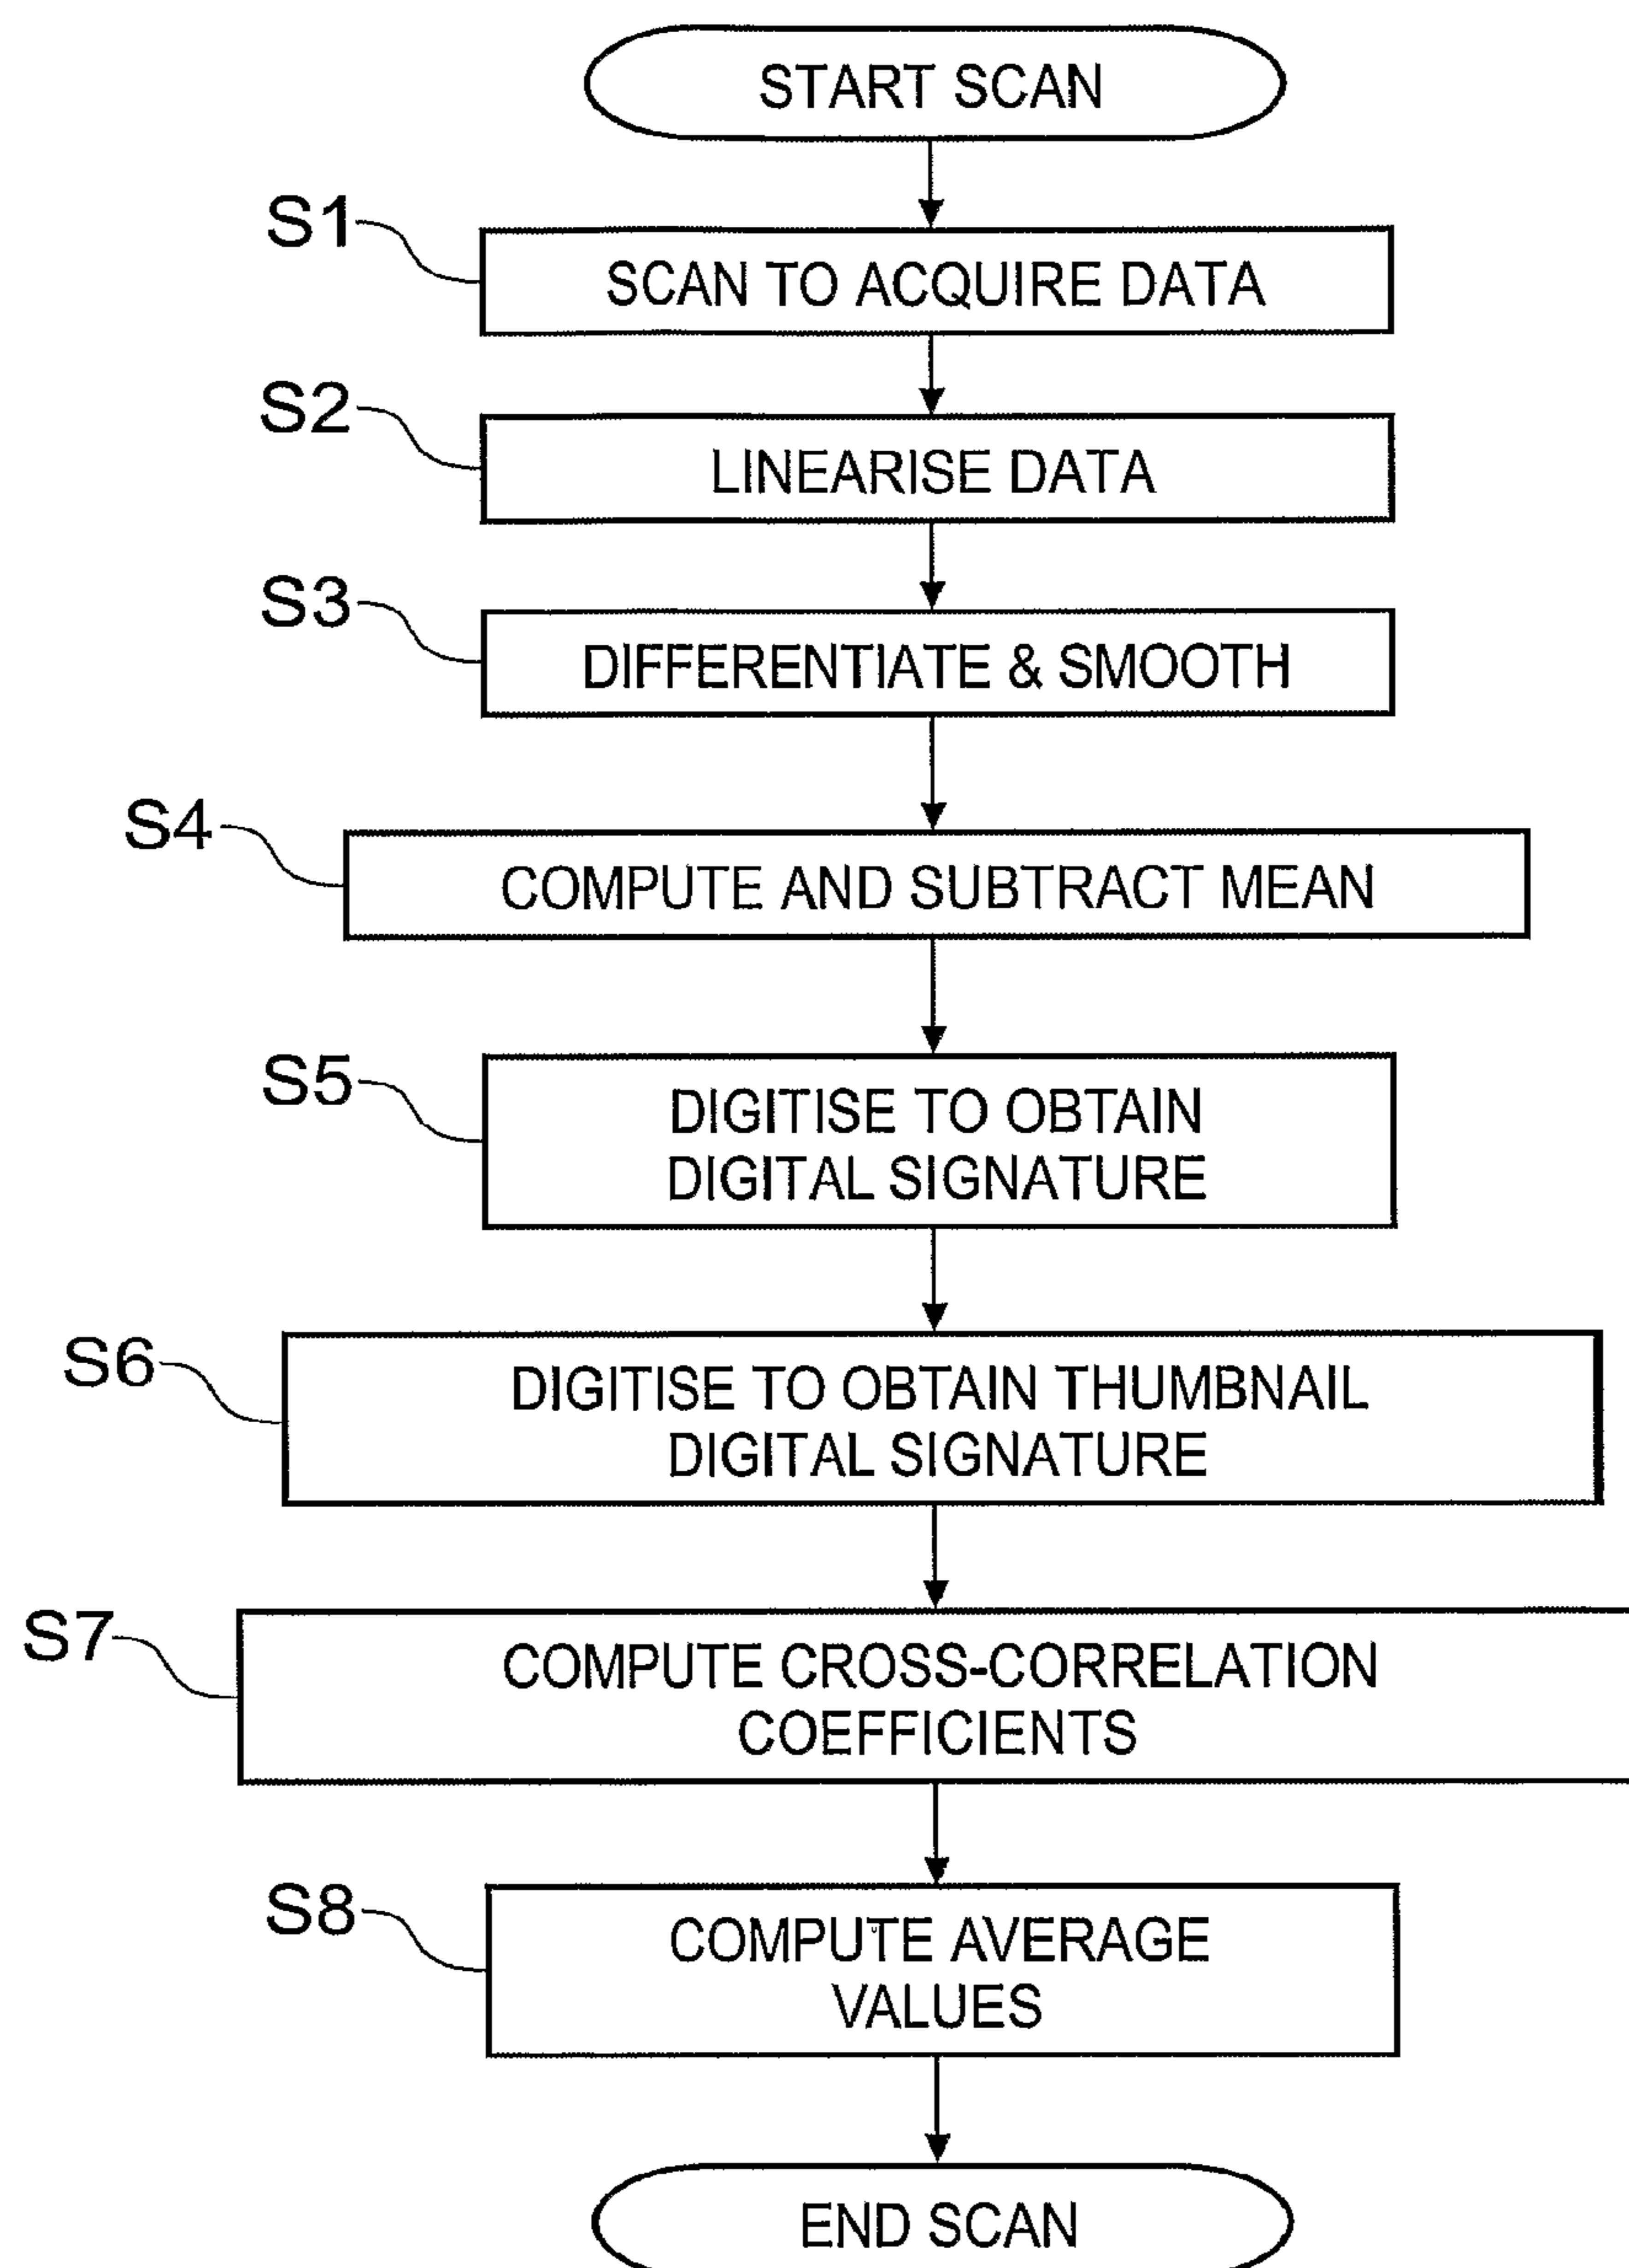 START SCAN
S1
SCAN TO ACQUIRE DATA
S2
LINEARISE DATA
S3
DIFFERENTIATE & SMOOTH
S4
COMPUTE AND SUBTRACT MEAN
S5
DIGITISE TO OBTAIN
DIGITAL SIGNATURE
S6
DIGITISE TO OBTAIN THUMBNAIL
DIGITAL SIGNATURE
S7
COMPUTE CROSS-CORRELATION
COEFFICIENTS
S8
COMPUTE AVERAGE
VALUES
END SCAN